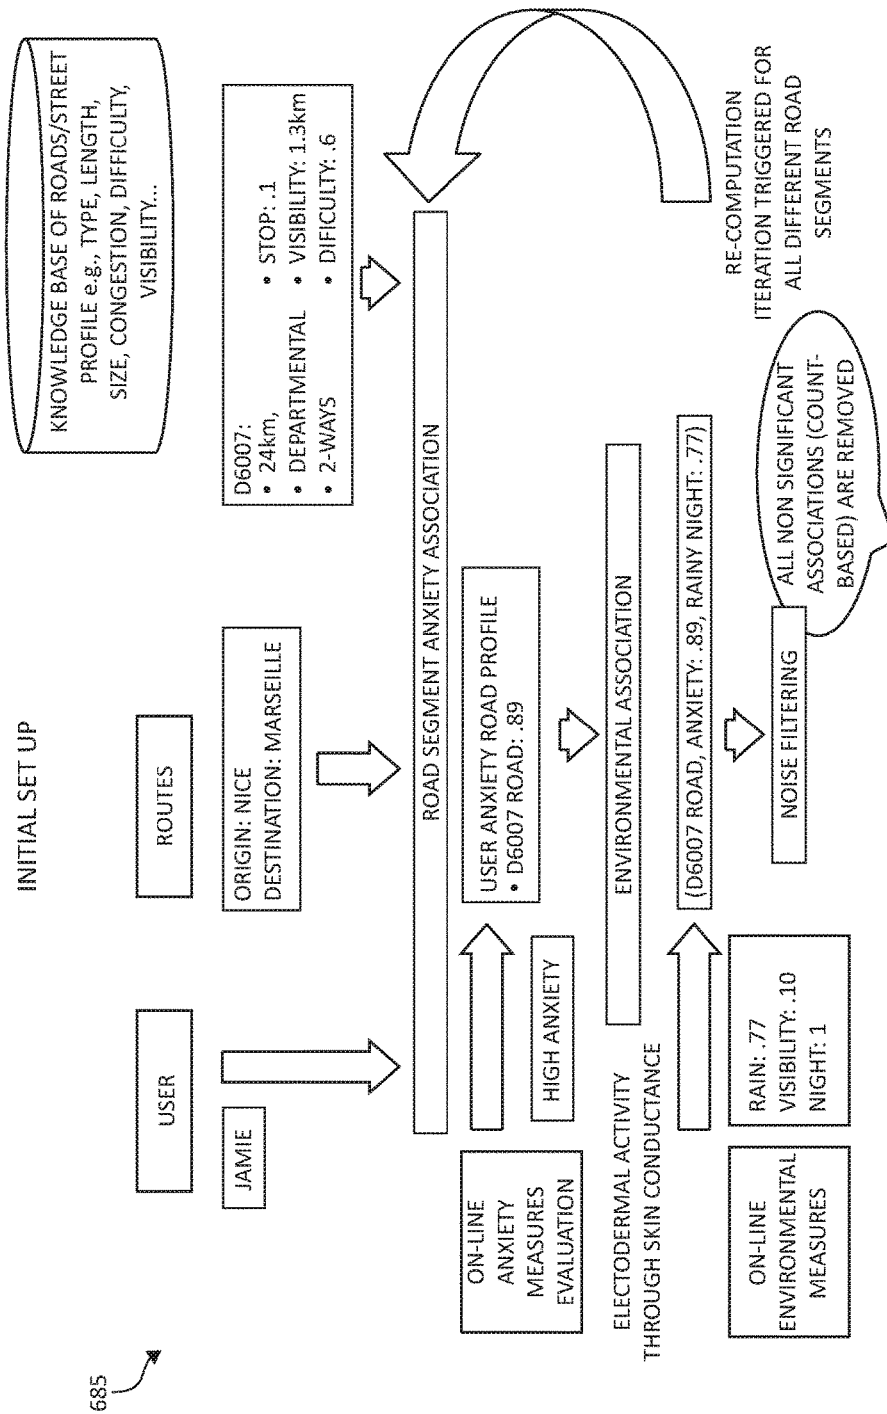 685
INITIAL SET UP
USER
JAMIE
ROUTES
ORIGIN: NICE
DESTINATION: MARSEILLE
KNOWLEDGE BASE OF ROADS/STREET
PROFILE e.g., TYPE, LENGTH,
SIZE, CONGESTION, DIFFICULTY,
VISIBILITY...
D6007:
• 24km,
• DEPARTMENTAL
• 2-WAYS
• STOP: .1
• VISIBILITY: 1.3km
• DIFICULTY: .6
ROAD SEGMENT ANXIETY ASSOCIATION
ON-LINE
ANXIETY
MEASURES
EVALUATION
HIGH ANXIETY
USER ANXIETY ROAD PROFILE
• D6007 ROAD: .89
ELECTODERMAL ACTIVITY
THROUGH SKIN CONDUCTANCE
ENVIRONMENTAL ASSOCIATION
ON-LINE
ENVIRONMENTAL
MEASURES
RAIN: .77
VISIBILITY: .10
NIGHT: 1
(D6007 ROAD, ANXIETY: .89, RAINY NIGHT: .77)
NOISE FILTERING
ALL NON SIGNIFICANT
ASSOCIATIONS (COUNT-
BASED) ARE REMOVED
RE-COMPUTATION
ITERATION TRIGGERED FOR
ALL DIFFERENT ROAD
SEGMENTS